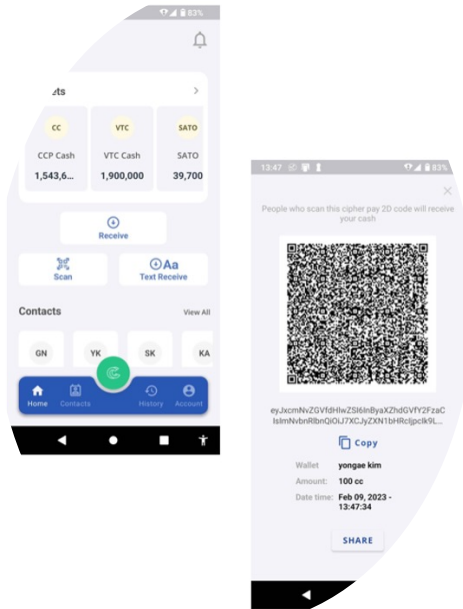 83%
ets
CC
VTC
SATO
CCP Cash
VTC Cash
SATO
1,543,6...
1,900,000
39,700
Receive
Scan
Aa
Text Receive
Contacts
View All
GN
YK
SK
KA
Home
Contacts
History
Account
13:47
83%
People who scan this cipher pay 2D code will receive
your cash
Copy
Wallet
yongae kim
Amount:
100 cc
Date time:
Feb 09, 2023 -
13:47:34
SHARE